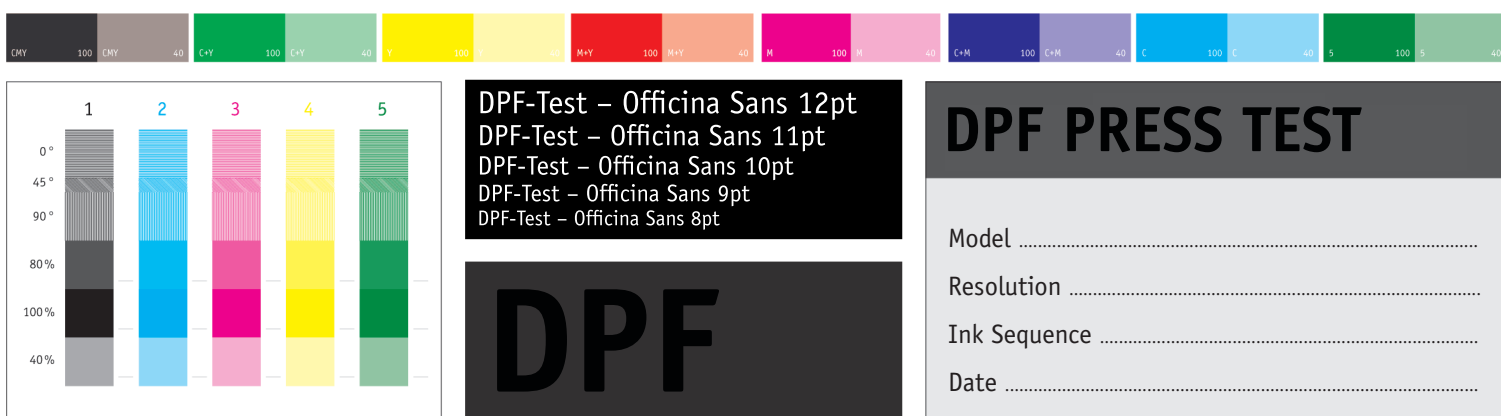 CMY 100 CMY 40 C+Y 100 C+Y 40 Y 100 Y 40 M+Y 100 M+Y 40 M 100 M 40 C+M 100 C+M 40 C 100 C 40 5 100 5 40
1 2 3 4 5
0°
45°
90°
80%
100%
40%
DPF-Test – Officina Sans 12pt
DPF-Test – Officina Sans 11pt
DPF-Test – Officina Sans 10pt
DPF-Test – Officina Sans 9pt
DPF-Test – Officina Sans 8pt
DPF
DPF PRESS TEST
Model
Resolution
Ink Sequence
Date